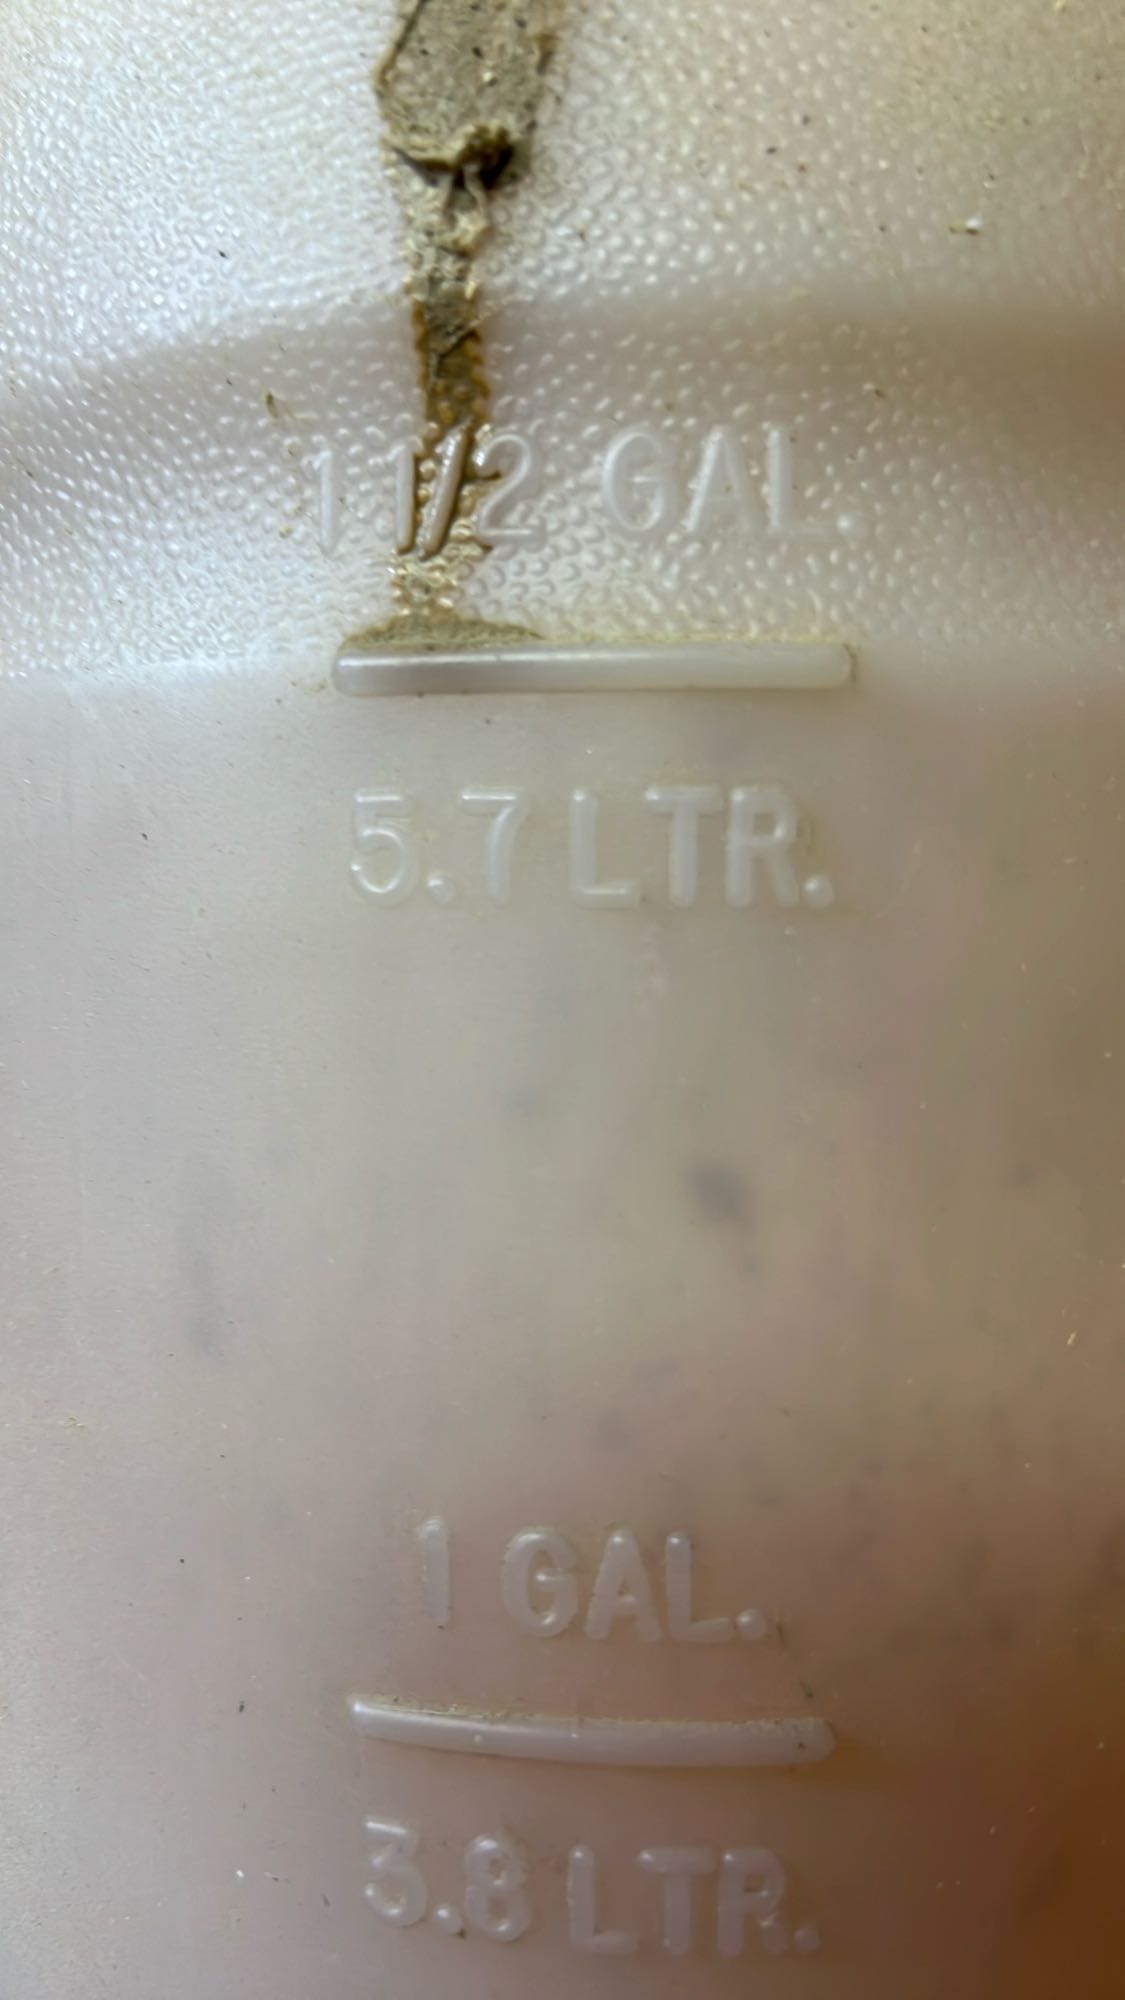 1 1/2 GAL.
5.7 LTR.
1 GAL.
3.8 LTR.